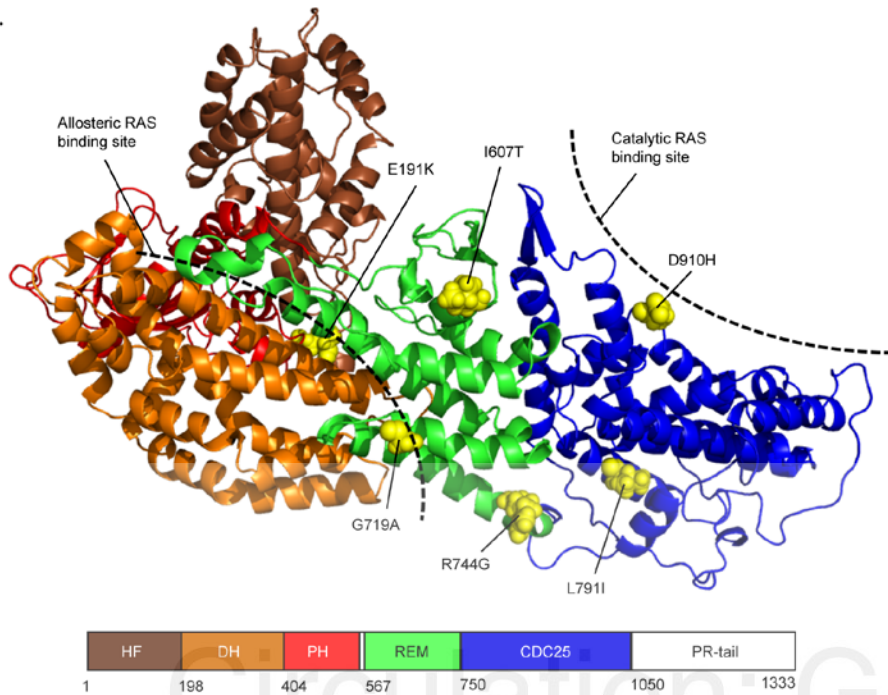 Allosteric RAS
binding site
E191K
I607T
Catalytic RAS
binding site
D910H
G719A
R744G
L791I
HF DH PH REM CDC25 PR-tail
1 198 404 567 750 1050 1333
Circulation: G